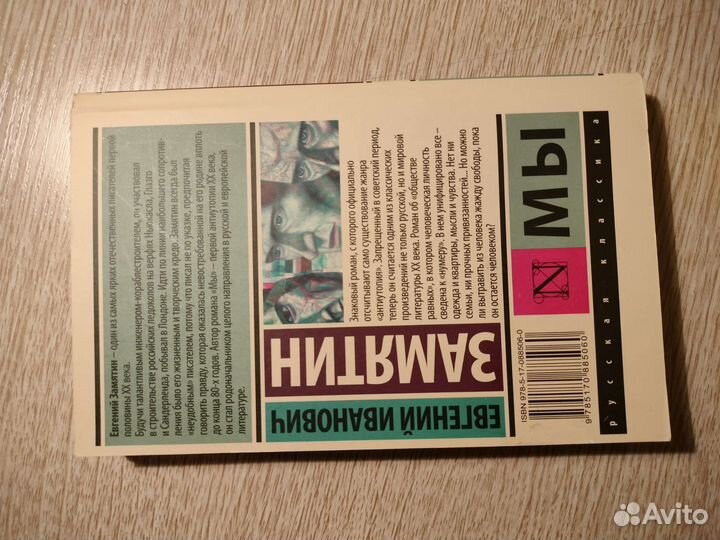 Евгений Замятин – один из самых ярких отечественных писателей первой
половины XX века.
Будучи талантливым инженером-кораблестроителем, он участвовал
в строительстве российских ледоколов на верфях Ньюкасла, Глазго
и Сандерленда, побывал в Лондоне. Идти по линии наибольшего сопротив-
ления было его жизненным и творческим кредо. Замятин всегда был
«неудобным» писателем, потому что писал не по указке, предпочитая
говорить правду, которая оказалась невостребованной на его родине вплоть
до конца 80-х годов. Автор романа «Мы» – первой антиутопии XX века,
он стал родоначальником целого направления в русской и европейской
литературе.
ЕВГЕНИЙ ИВАНОВИЧ
ЗАМЯТИН
Знаковый роман, с которого официально
отсчитывают само существование жанра
«антиутопия». Запрещенный в советский период,
теперь он считается одним из классических
произведений не только русской, но и мировой
литературы XX века. Роман об «обществе
равных», в котором человеческая личность
сведена к «нумеру». В нем унифицировано все –
одежда и квартиры, мысли и чувства. Нет ни
семьи, ни прочных привязанностей... Но можно
ли вытравить из человека жажду свободы, пока
он остается человеком?
МЫ
N
ISBN 978-5-17-088506-0
9 785170 885060
русская классика
Avito